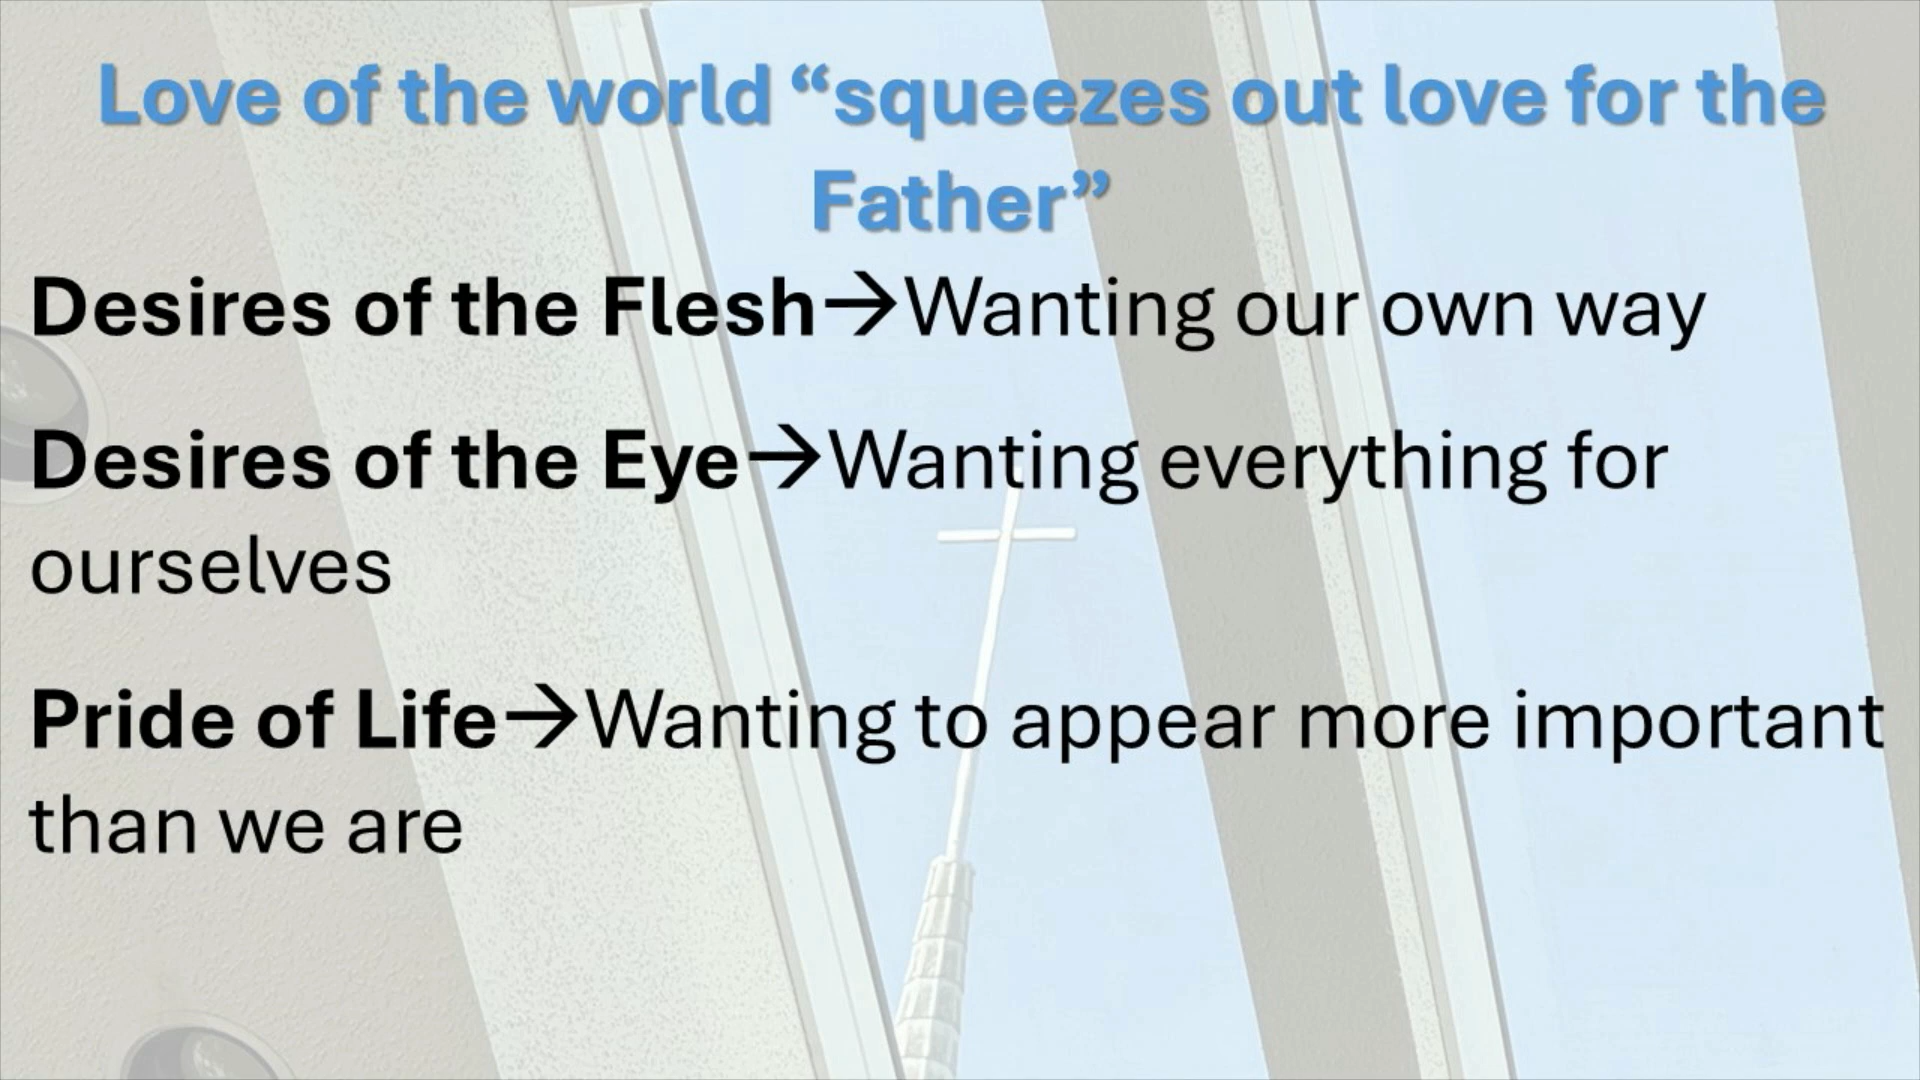 Love of the world “squeezes out love for the
Father”
Desires of the Flesh→Wanting our own way
Desires of the Eye→Wanting everything for
ourselves
Pride of Life→Wanting to appear more important
than we are